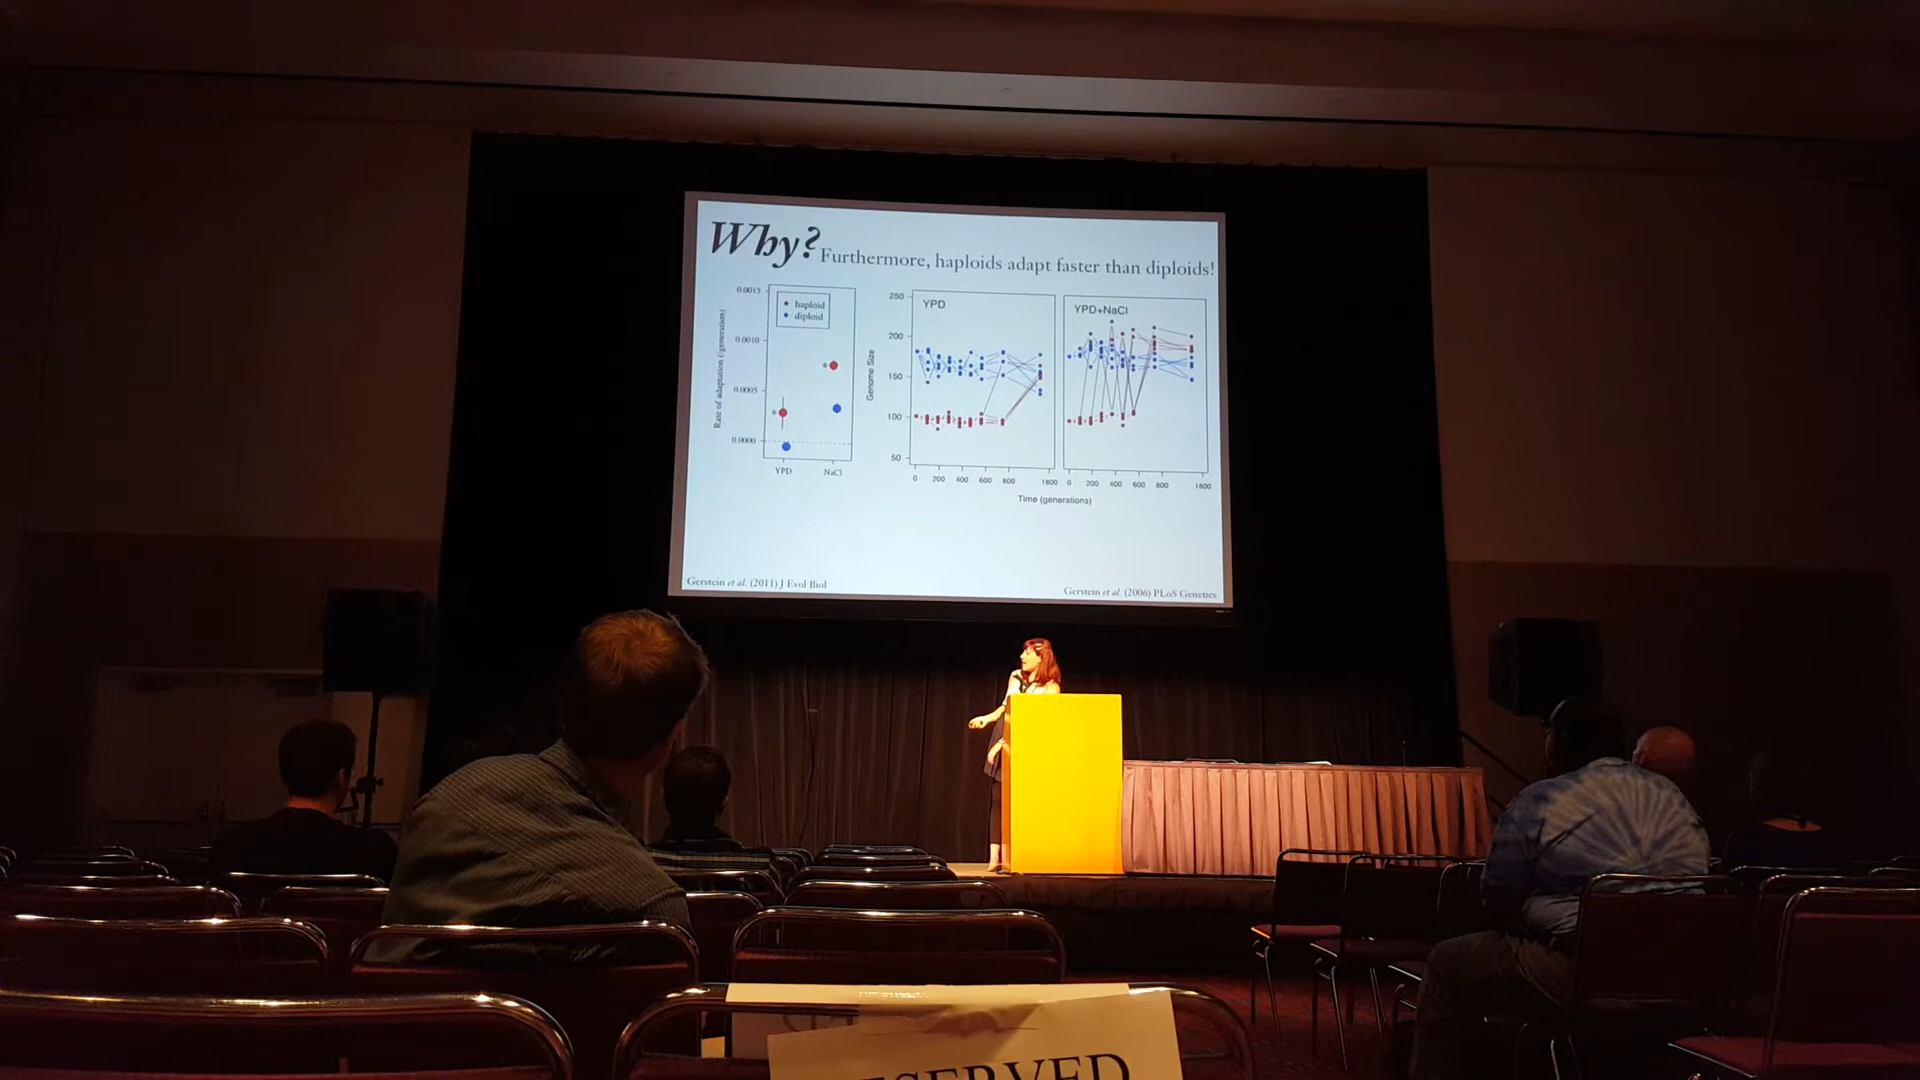 Why?
Furthermore, haploids adapt faster than diploids!
0.0015
0.0010
0.0005
0.0000
Rate of adaptation (/generation)
haploid
diploid
YPD
NaCl
250
200
150
100
50
Genome Size
YPD
YPD+NaCl
0 200 400 600 800 1800
0 200 400 600 800 1800
Time (generations)
Gerstein et al. (2011) J Evol Biol
Gerstein et al. (2006) PLoS Genetics
ESERVED